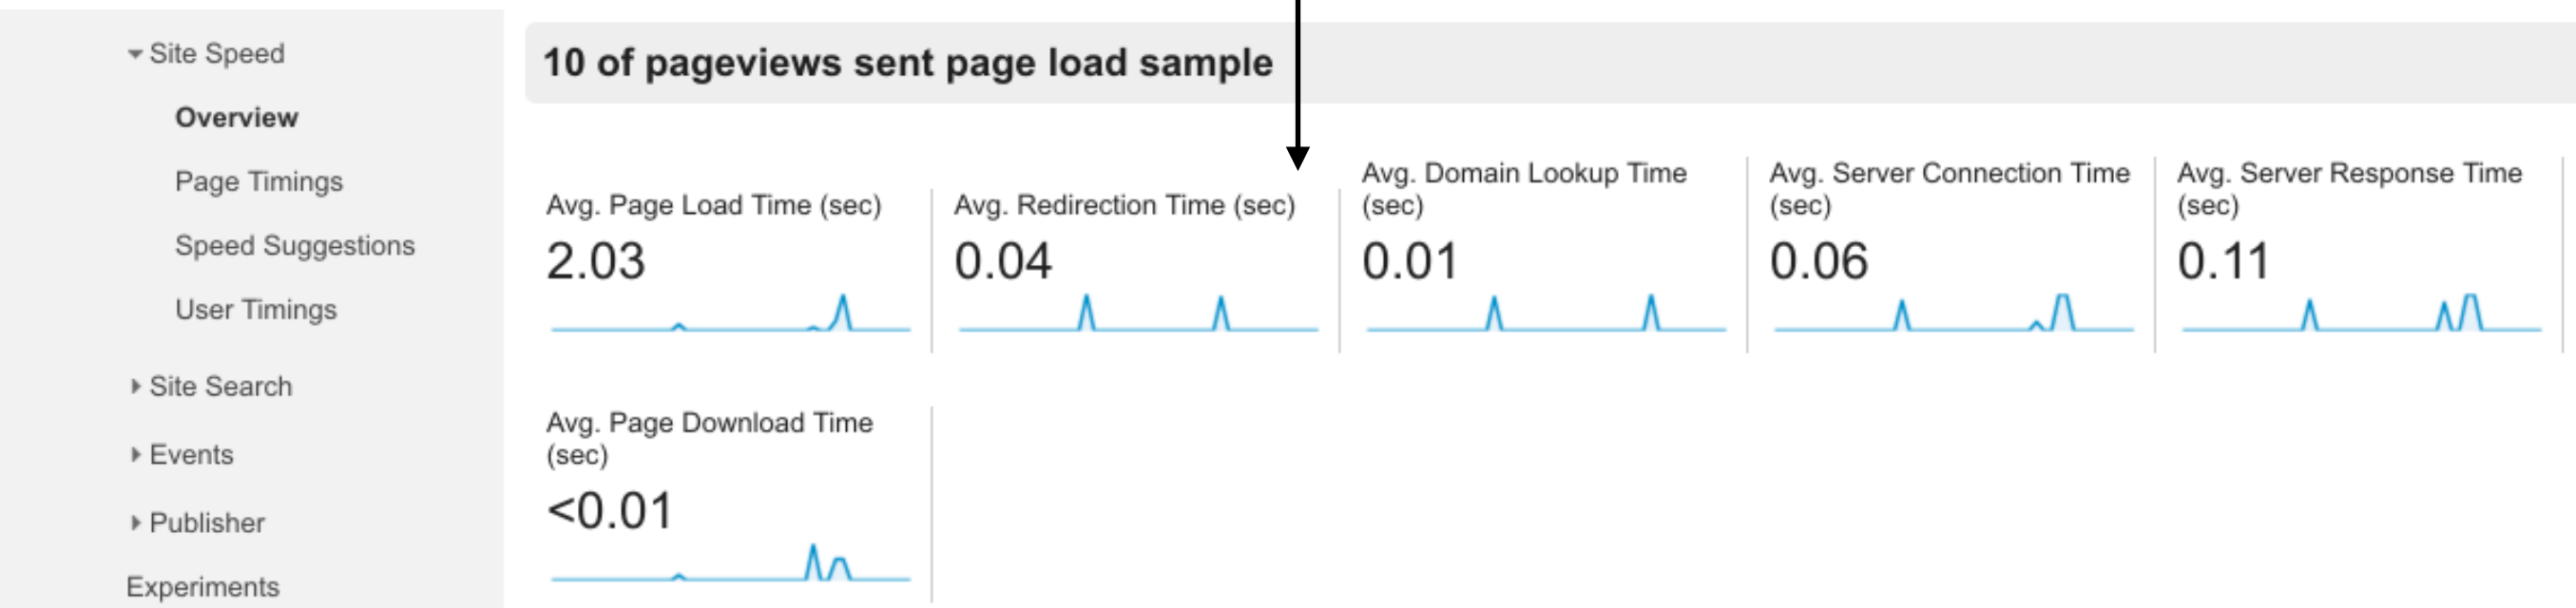 Site Speed
Overview
Page Timings
Speed Suggestions
User Timings
Site Search
Events
Publisher
Experiments
10 of pageviews sent page load sample
Avg. Page Load Time (sec)
2.03
Avg. Redirection Time (sec)
0.04
Avg. Domain Lookup Time
(sec)
0.01
Avg. Server Connection Time
(sec)
0.06
Avg. Server Response Time
(sec)
0.11
Avg. Page Download Time
(sec)
<0.01